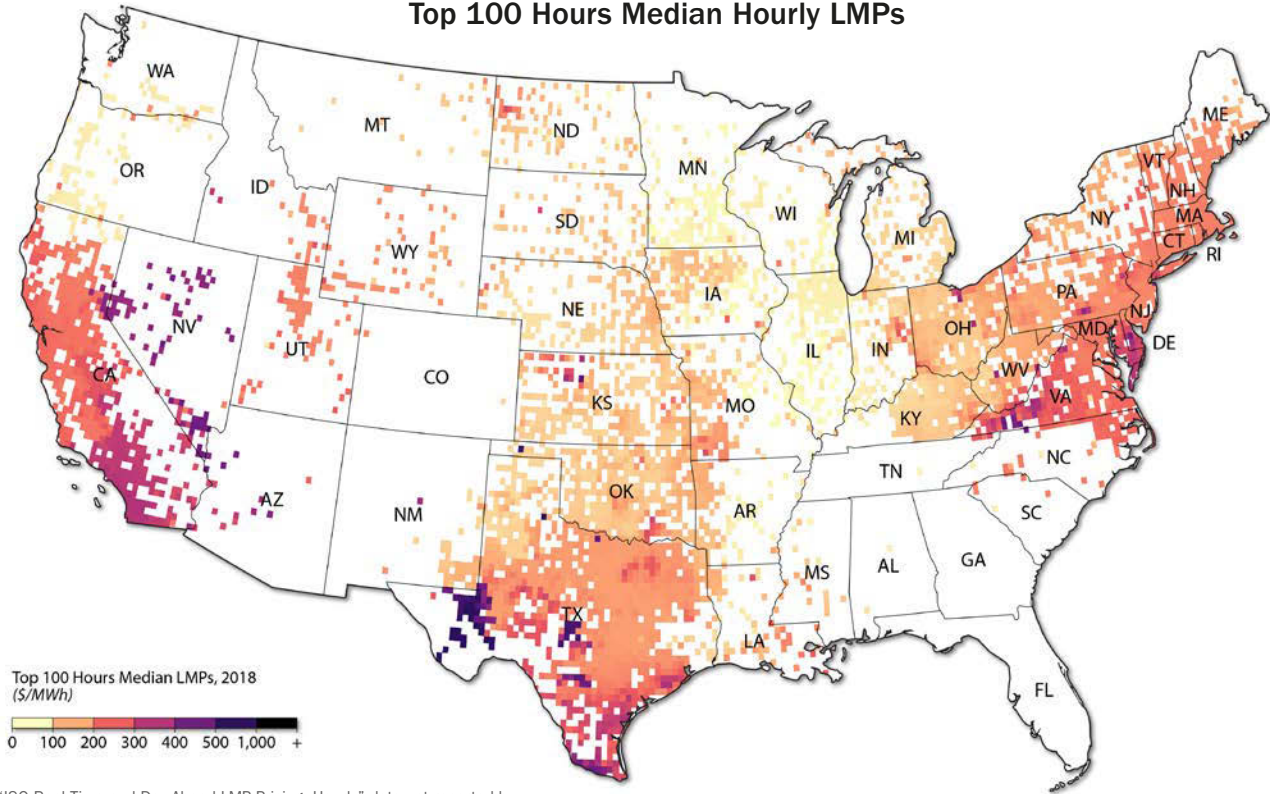 Top 100 Hours Median Hourly LMPs
WA
MT
ND
ME
OR
MN
VT
ID
NH
WI
SD
NY
MA
MI
WY
CT
RI
IA
PA
NE
NJ
NV
OH
MD
DE
UT
IL
IN
WV
CA
CO
VA
KS
MO
KY
NC
TN
OK
AZ
AR
NM
SC
GA
AL
MS
TX
LA
FL
Top 100 Hours Median LMPs, 2018
($/MWh)
0 100 200 300 400 500 1,000 +